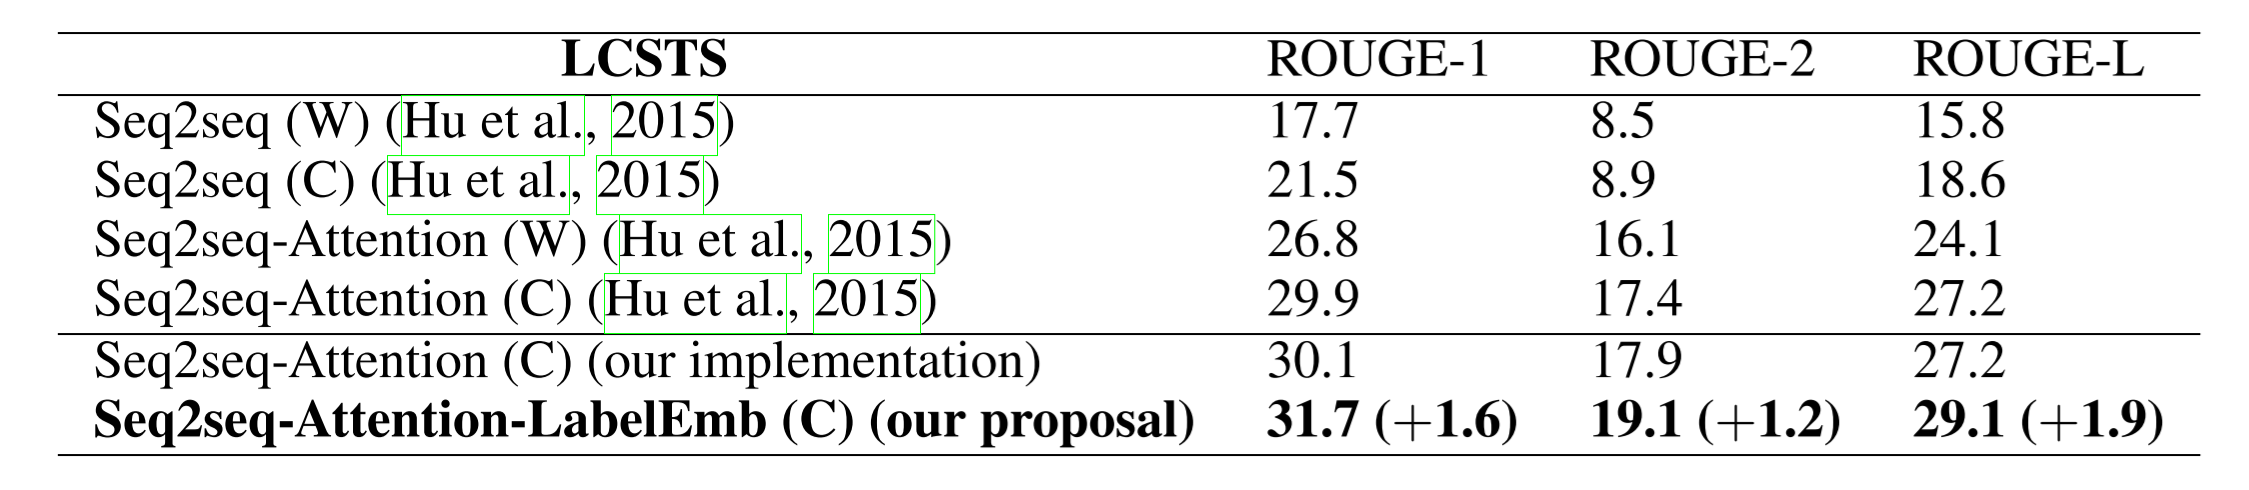 LCSTS ROUGE-1 ROUGE-2 ROUGE-L
Seq2seq (W) (Hu et al., 2015) 17.7 8.5 15.8
Seq2seq (C) (Hu et al., 2015) 21.5 8.9 18.6
Seq2seq-Attention (W) (Hu et al., 2015) 26.8 16.1 24.1
Seq2seq-Attention (C) (Hu et al., 2015) 29.9 17.4 27.2
Seq2seq-Attention (C) (our implementation) 30.1 17.9 27.2
Seq2seq-Attention-LabelEmb (C) (our proposal) 31.7 (+1.6) 19.1 (+1.2) 29.1 (+1.9)